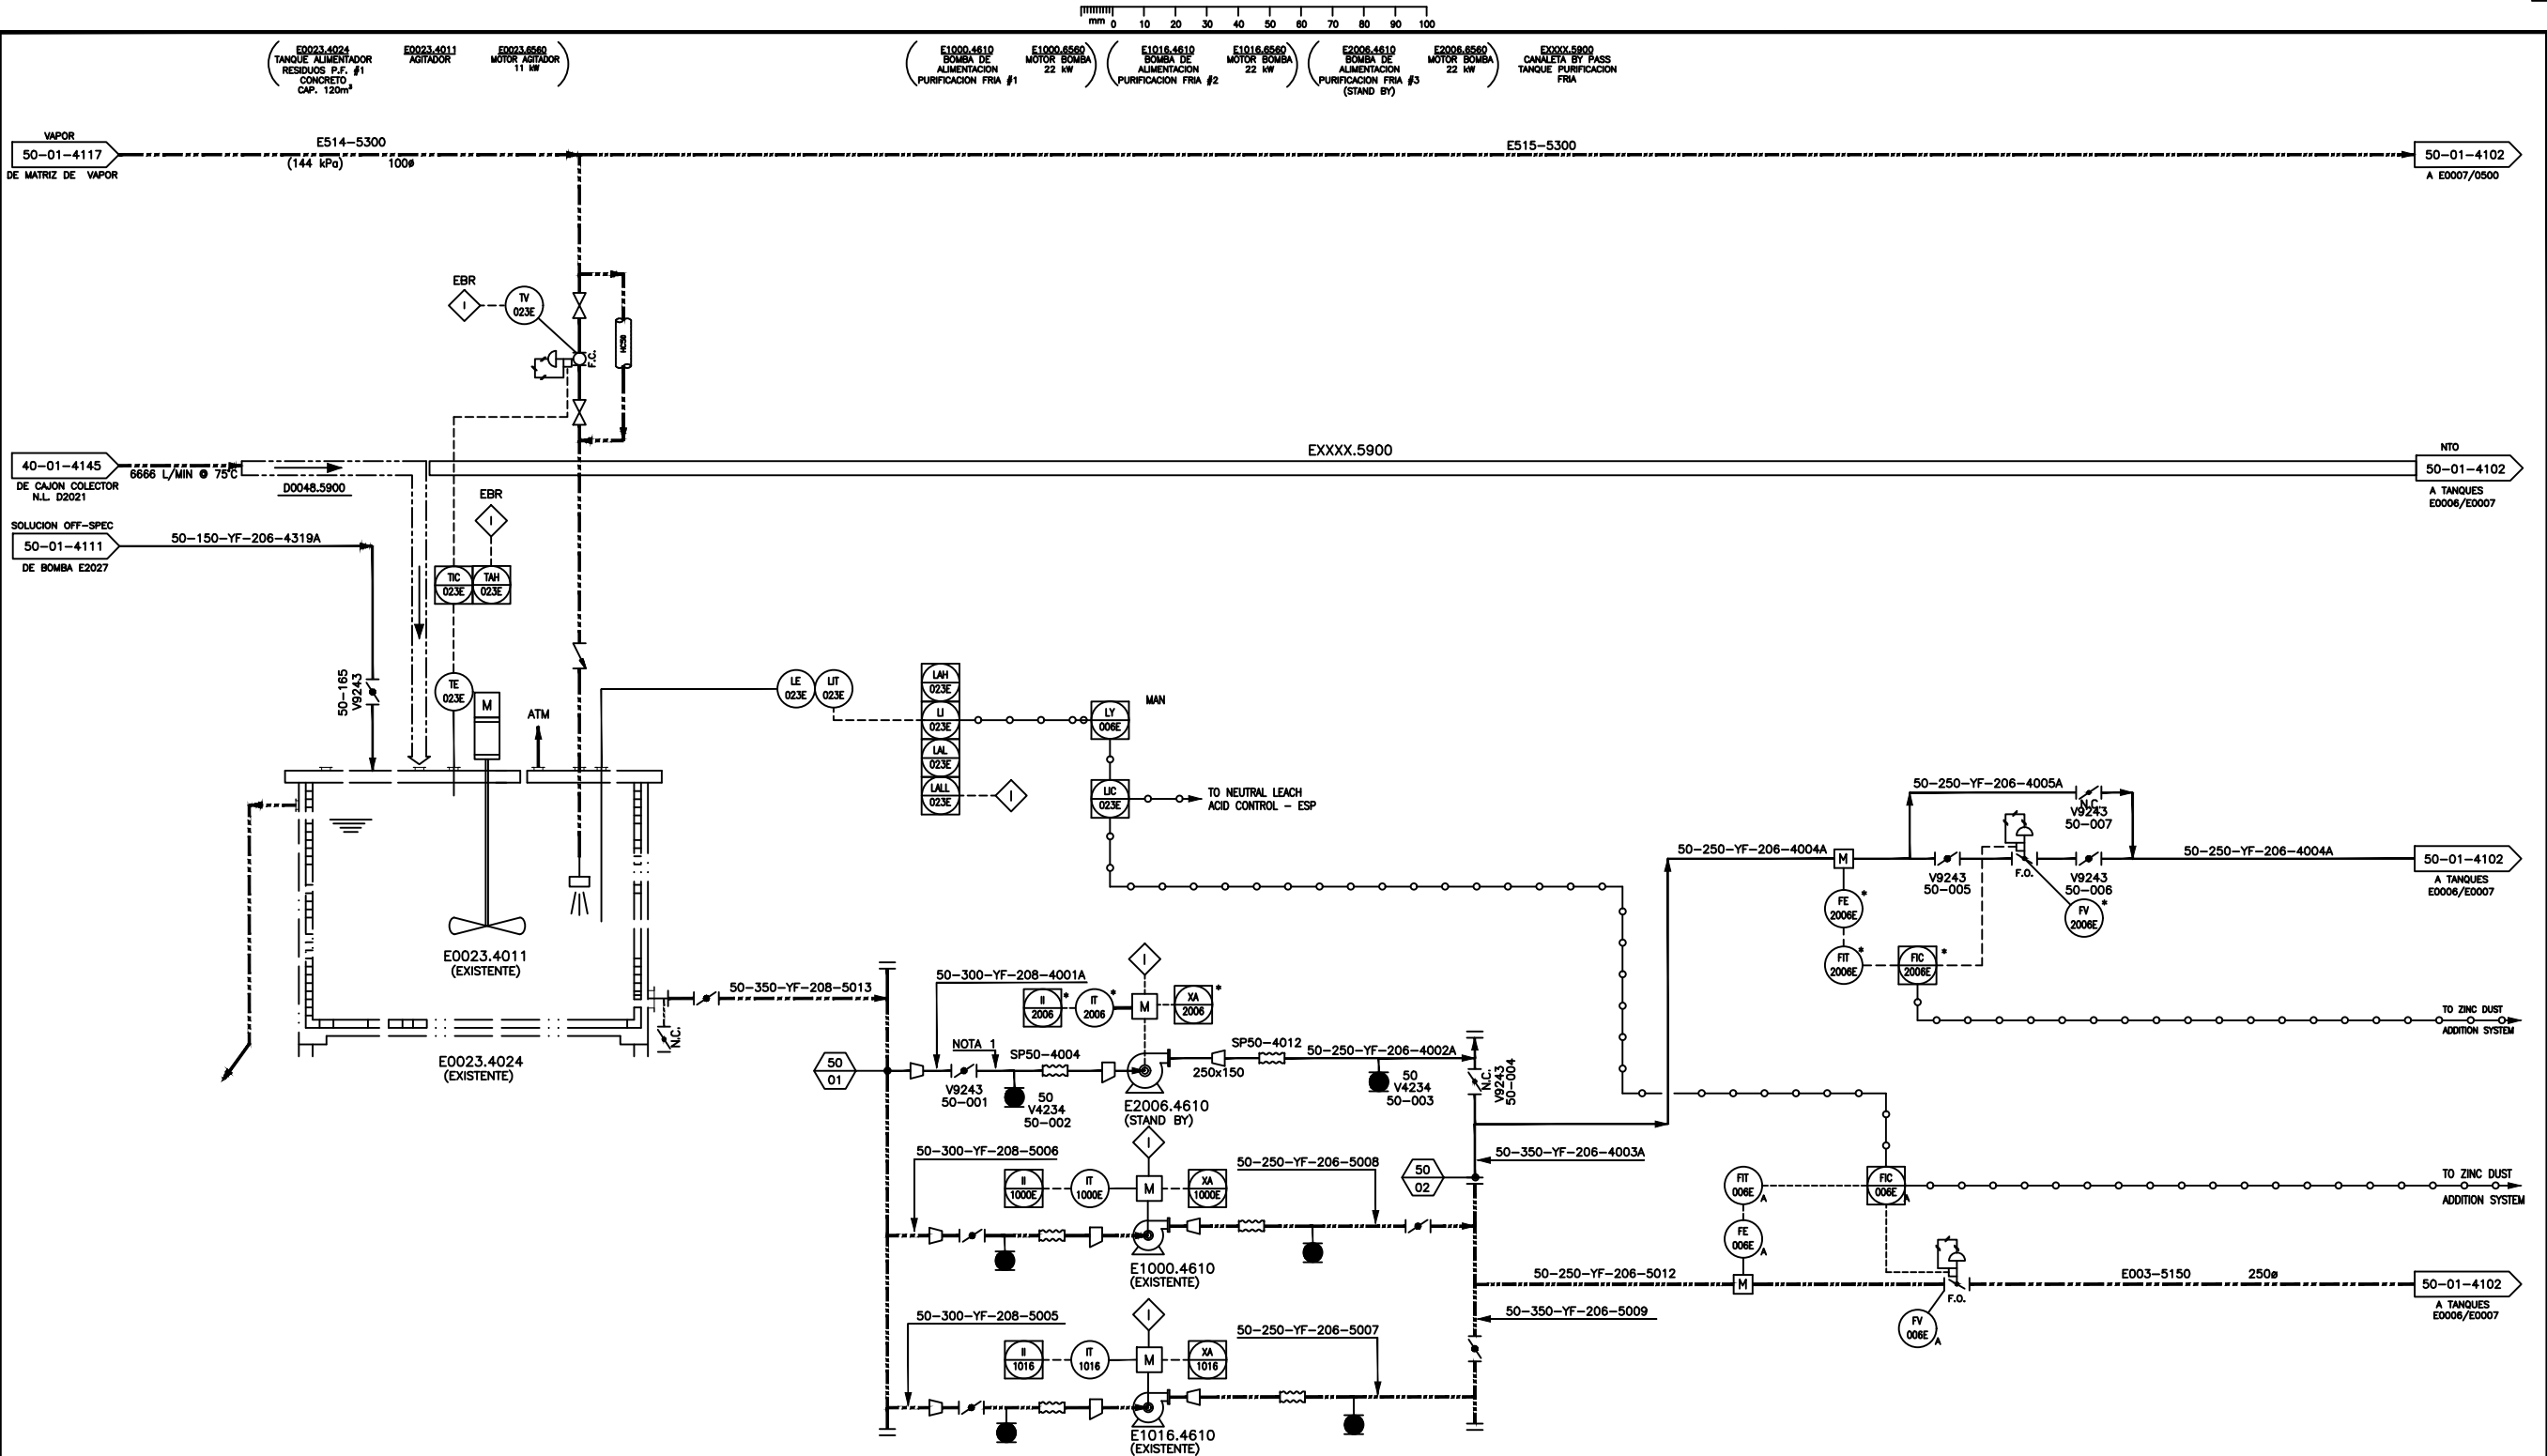 mm 0 10 20 30 40 50 60 70 80 90 100
E0023.4024
TANQUE ALIMENTADOR
RESIDUOS P.F. #1
CONCRETO
CAP. 120m³
E0023.4011
AGITADOR
E0023.6560
MOTOR AGITADOR
11 kW
E1000.4610
BOMBA DE
ALIMENTACION
PURIFICACION FRIA #1
E1000.6560
MOTOR BOMBA
22 kW
E1016.4610
BOMBA DE
ALIMENTACION
PURIFICACION FRIA #2
E1016.6560
MOTOR BOMBA
22 kW
E2006.4610
BOMBA DE
ALIMENTACION
PURIFICACION FRIA #3
(STAND BY)
E2006.6560
MOTOR BOMBA
22 kW
EXXXX.5900
CANALETA BY PASS
TANQUE PURIFICACION
FRIA
VAPOR
50-01-4117
DE MATRIZ DE VAPOR
E514-5300
(144 kPa) 100ø
E515-5300
50-01-4102
A E0007/0500
EBR
I
TV
023E
F.C.
HC50
40-01-4145
6666 L/MIN @ 75°C
DE CAJON COLECTOR
N.L. D2021
D0048.5900
EXXXX.5900
NTO
50-01-4102
A TANQUES
E0006/E0007
EBR
I
SOLUCION OFF-SPEC
50-01-4111
DE BOMBA E2027
50-150-YF-206-4319A
TIC
023E
TAH
023E
50-165
V9243
TE
023E
M
ATM
LE
023E
LIT
023E
LAH
023E
LI
023E
LAL
023E
LALL
023E
I
LY
006E
MAN
LIC
023E
TO NEUTRAL LEACH
ACID CONTROL - ESP
50-250-YF-206-4005A
N.C.
V9243
50-007
50-250-YF-206-4004A
M
V9243
50-005
F.O.
V9243
50-006
50-250-YF-206-4004A
50-01-4102
A TANQUES
E0006/E0007
FE
2006E
*
FV
2006E
*
FIT
2006E
*
FIC
2006E
*
TO ZINC DUST
ADDITION SYSTEM
E0023.4011
(EXISTENTE)
50-350-YF-208-5013
N.C.
E0023.4024
(EXISTENTE)
50
01
50-300-YF-208-4001A
I
II
2006
*
IT
2006
*
M
XA
2006
*
NOTA 1
SP50-4004
V9243
50-001
50
V4234
50-002
E2006.4610
(STAND BY)
250x150
SP50-4012
50-250-YF-206-4002A
50
V4234
50-003
N.C.
V9243
50-004
50-300-YF-208-5006
I
II
1000E
IT
1000E
M
XA
1000E
50-250-YF-206-5008
50
02
50-350-YF-206-4003A
E1000.4610
(EXISTENTE)
FIT
006E
A
FIC
006E
A
TO ZINC DUST
ADDITION SYSTEM
FE
006E
A
50-250-YF-206-5012
M
F.O.
E003-5150 250ø
50-01-4102
A TANQUES
E0006/E0007
FV
006E
A
50-300-YF-208-5005
I
II
1016
IT
1016
M
XA
1016
50-250-YF-206-5007
50-350-YF-206-5009
E1016.4610
(EXISTENTE)